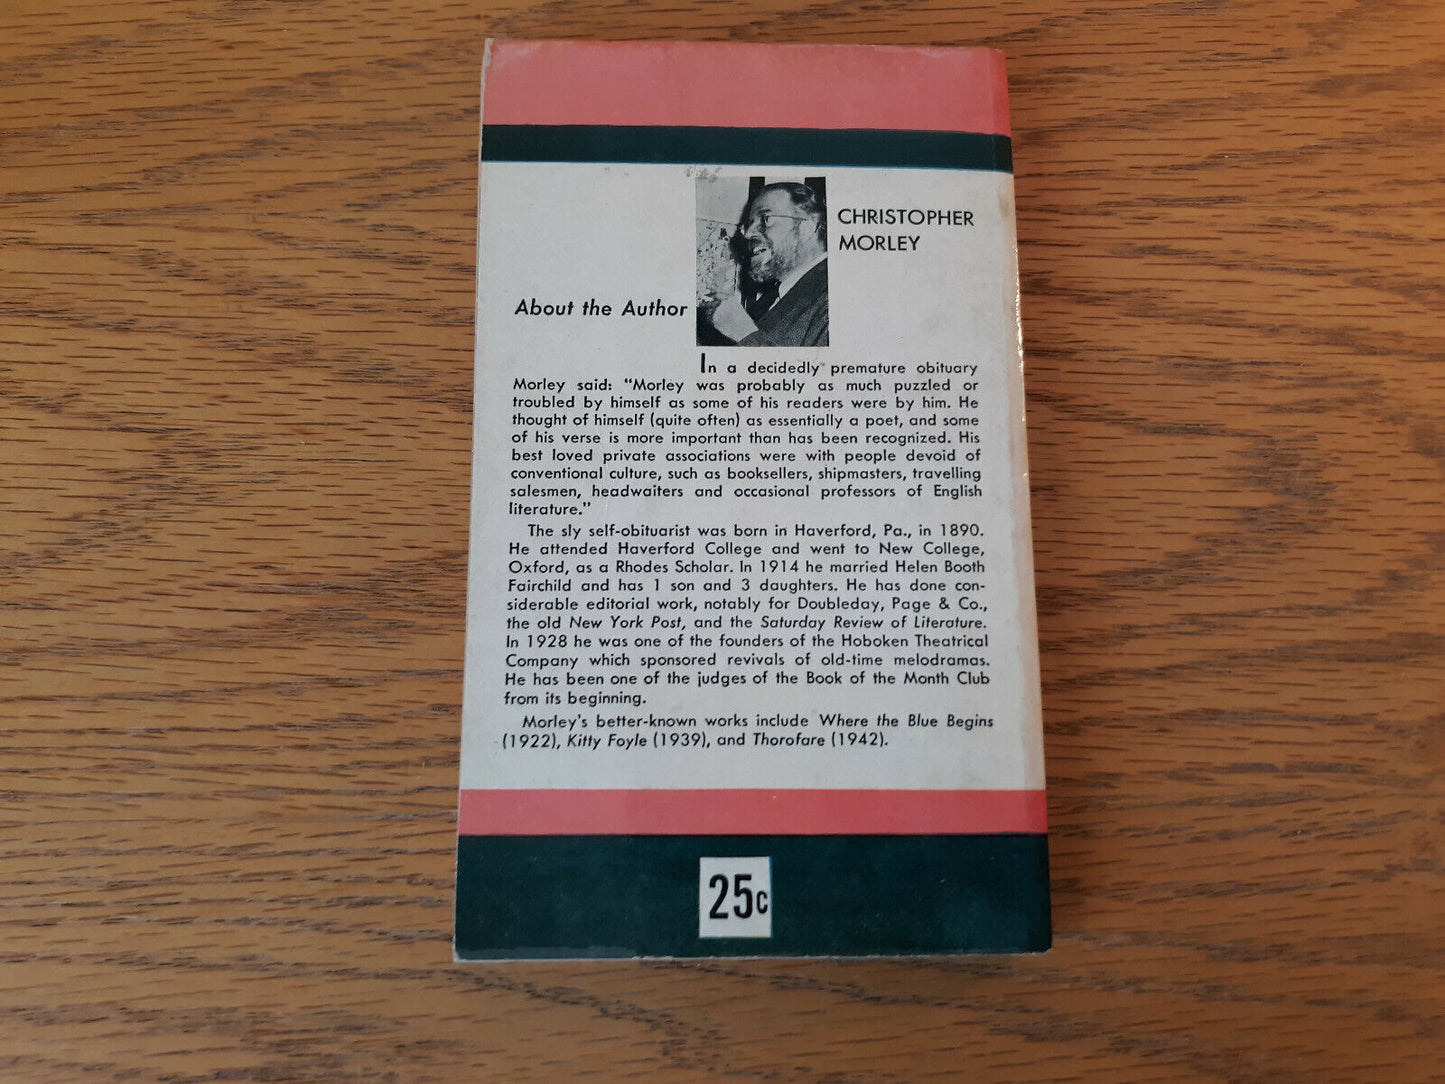 CHRISTOPHER
MORLEY
About the Author
In a decidedly premature obituary
Morley said: "Morley was probably as much puzzled or
troubled by himself as some of his readers were by him. He
thought of himself (quite often) as essentially a poet, and some
of his verse is more important than has been recognized. His
best loved private associations were with people devoid of
conventional culture, such as booksellers, shipmasters, travelling
salesmen, headwaiters and occasional professors of English
literature."
The sly self-obituarist was born in Haverford, Pa., in 1890.
He attended Haverford College and went to New College,
Oxford, as a Rhodes Scholar. In 1914 he married Helen Booth
Fairchild and has 1 son and 3 daughters. He has done con-
siderable editorial work, notably for Doubleday, Page & Co.,
the old New York Post, and the Saturday Review of Literature.
In 1928 he was one of the founders of the Hoboken Theatrical
Company which sponsored revivals of old-time melodramas.
He has been one of the judges of the Book of the Month Club
from its beginning.
Morley's better-known works include Where the Blue Begins
(1922), Kitty Foyle (1939), and Thorofare (1942).
25c